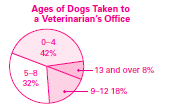 Ages of Dogs Taken to
a Veterinarian's Office
0–4
42%
5–8
32%
13 and over 8%
9–12 18%